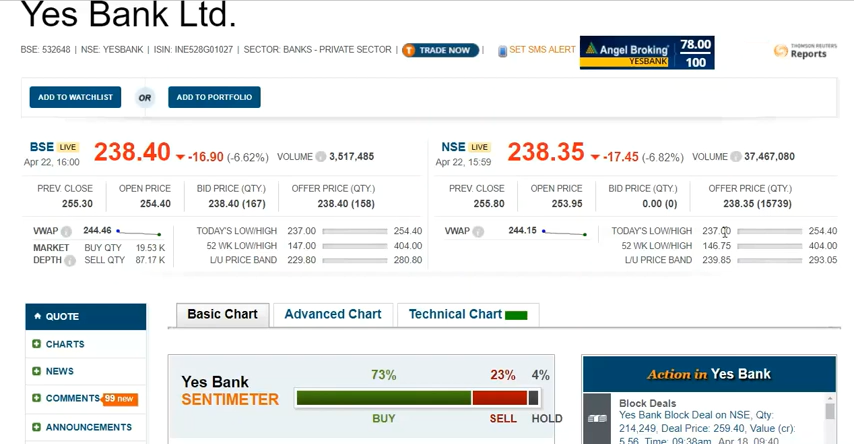 Yes Bank Ltd.
BSE: 532648 | NSE: YESBANK | ISIN: INE528G01027 | SECTOR: BANKS - PRIVATE SECTOR | T TRADE NOW | SET SMS ALERT
Angel Broking YESBANK 78.00 100
THOMSON REUTERS Reports
ADD TO WATCHLIST OR ADD TO PORTFOLIO
BSE LIVE 238.40 -16.90 (-6.62%) VOLUME 3,517,485
Apr 22, 16:00
PREV. CLOSE OPEN PRICE BID PRICE (QTY.) OFFER PRICE (QTY.)
255.30 254.40 238.40 (167) 238.40 (158)
VWAP 244.46 TODAY'S LOW/HIGH 237.00 254.40
MARKET DEPTH BUY QTY 19.53 K 52 WK LOW/HIGH 147.00 404.00
SELL QTY 87.17 K L/U PRICE BAND 229.80 280.80
NSE LIVE 238.35 -17.45 (-6.82%) VOLUME 37,467,080
Apr 22, 15:59
PREV. CLOSE OPEN PRICE BID PRICE (QTY.) OFFER PRICE (QTY.)
255.80 253.95 0.00 (0) 238.35 (15739)
VWAP 244.15 TODAY'S LOW/HIGH 237.00 254.40
52 WK LOW/HIGH 146.75 404.00
L/U PRICE BAND 239.85 293.05
QUOTE
CHARTS
NEWS
COMMENTS 99 new
ANNOUNCEMENTS
Basic Chart Advanced Chart Technical Chart
Yes Bank
SENTIMETER
73% 23% 4%
BUY SELL HOLD
Action in Yes Bank
Block Deals
Yes Bank Block Deal on NSE, Qty:
214,249, Deal Price: 259.40, Value (cr):
5.56, Time: 09:38am Apr 18, 09:40